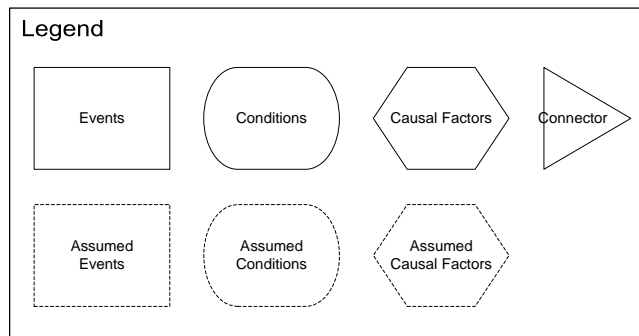 Legend
Events
Conditions
Causal Factors
Connector
Assumed
Events
Assumed
Conditions
Assumed
Causal Factors